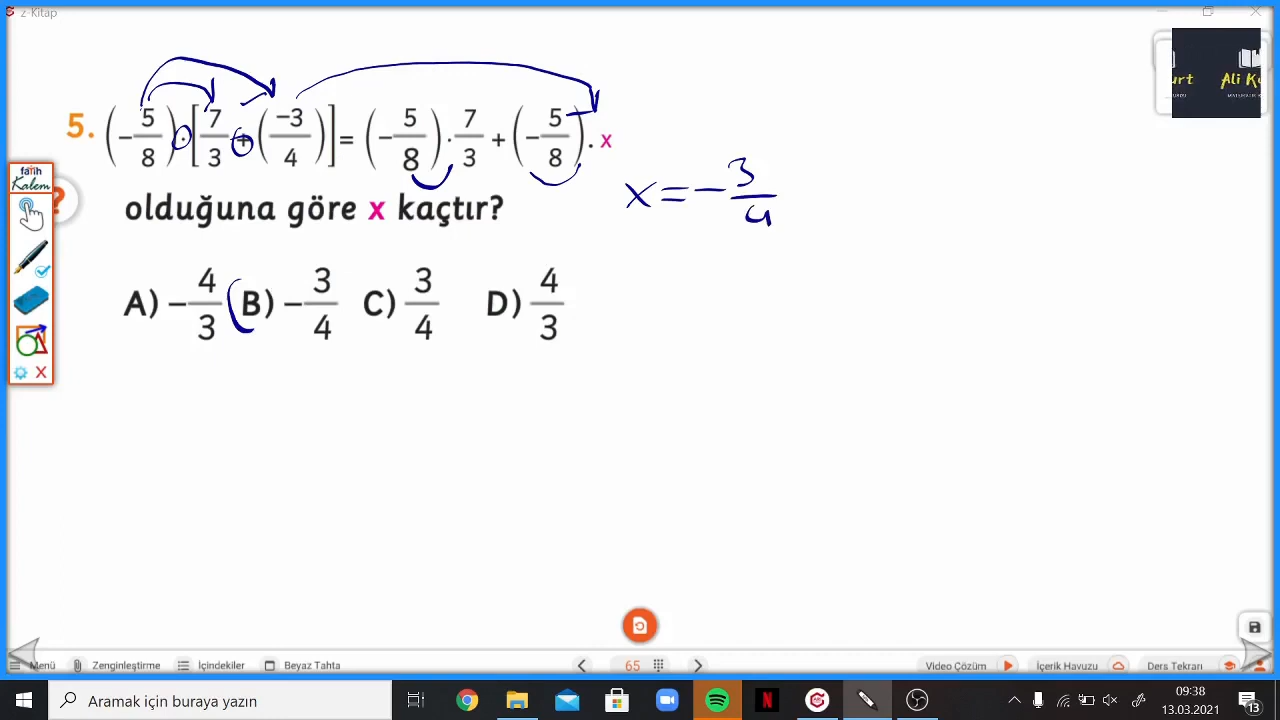 z-Kitap
urt
Ali K
5. (−5/8) · [7/3 + (−3/4)] = (−5/8) · 7/3 + (−5/8) . x
x = −3/4
olduğuna göre x kaçtır?
A) −4/3 B) −3/4 C) 3/4 D) 4/3
fatih
Kalem
?
Menü Zenginleştirme İçindekiler Beyaz Tahta 65 Video Çözüm İçerik Havuzu Ders Tekrarı
Aramak için buraya yazın
09:38
13.03.2021
13